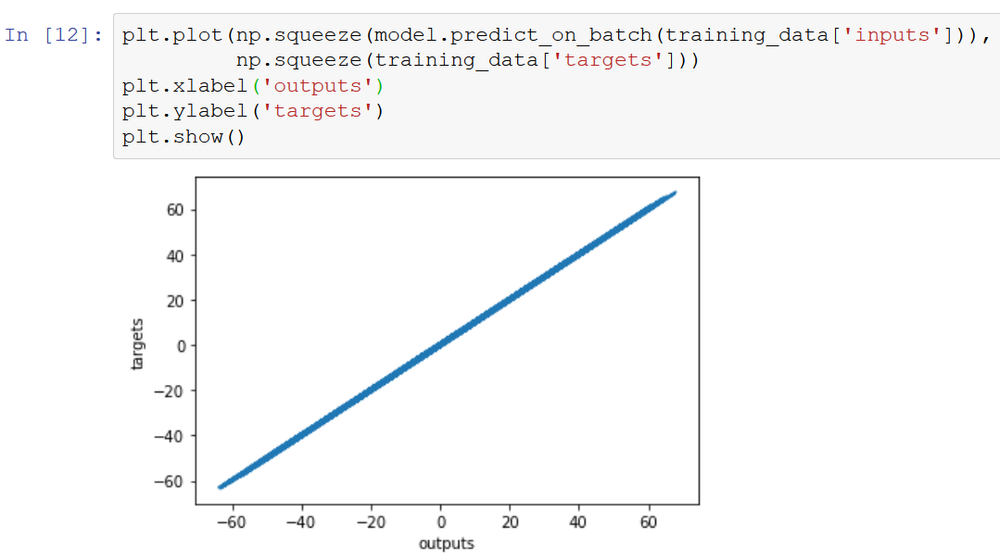 In [12]: plt.plot(np.squeeze(model.predict_on_batch(training_data['inputs'])),
np.squeeze(training_data['targets']))
plt.xlabel('outputs')
plt.ylabel('targets')
plt.show()
60
40
20
0
−20
−40
−60
targets
−60 −40 −20 0 20 40 60
outputs